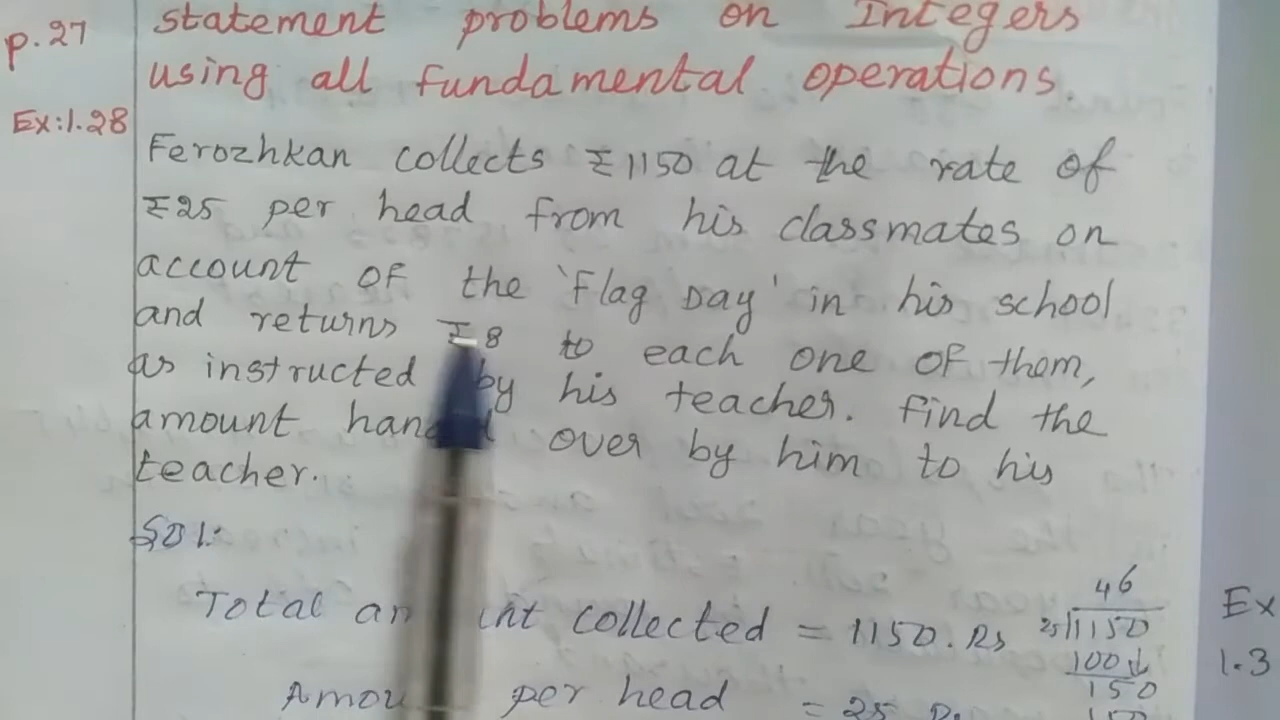 p.27
statement problems on Integers
using all fundamental operations.
Ex:1.28
Ferozhkan collects ₹1150 at the rate of
₹25 per head from his classmates on
account of the 'Flag Day' in his school
and returns ₹8 to each one of them,
as instructed by his teacher. find the
amount over by him to his
teacher.
Sol:
Total collected = 1150.Rs
per head = 25
46
25)1150
100↓
150
Ex
1.3